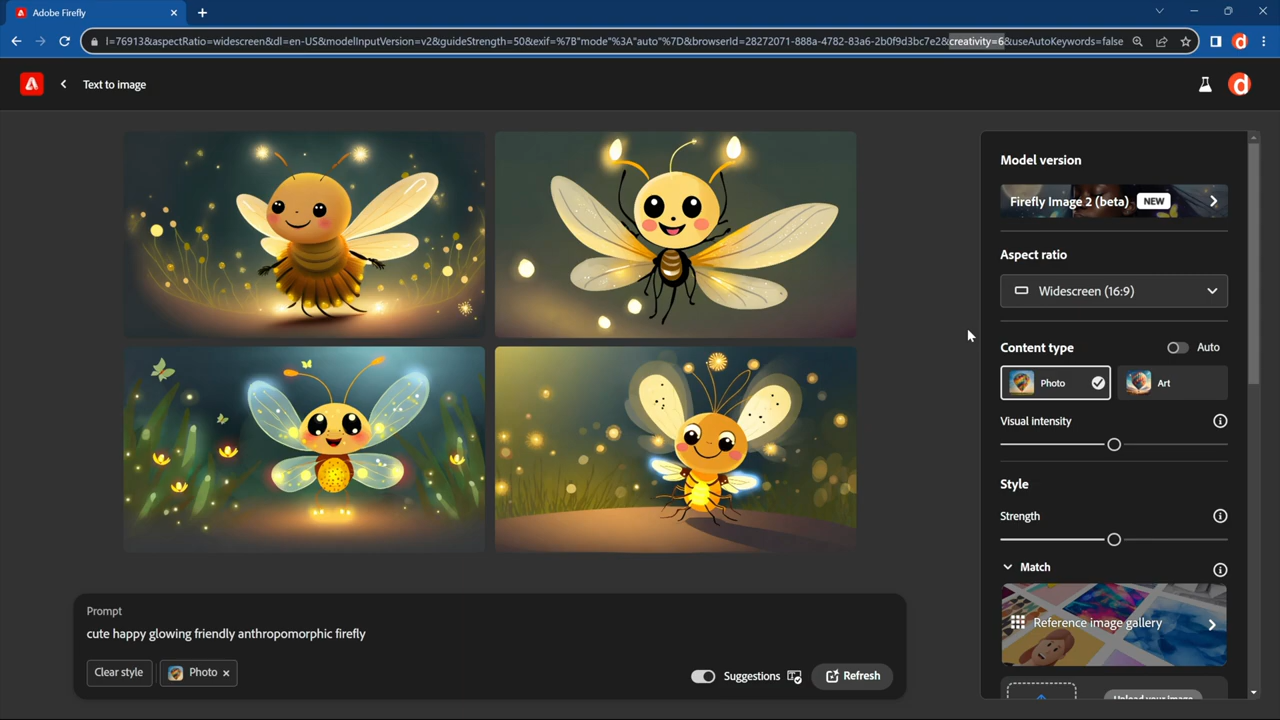 Adobe Firefly
l=76913&aspectRatio=widescreen&dl=en-US&modelInputVersion=v2&guideStrength=50&exif=%7B"mode"%3A"auto"%7D&browserId=28272071-888a-4782-83a6-2b0f9d3bc7e2&creativity=6&useAutoKeywords=false
d
Text to image
d
Model version
Firefly Image 2 (beta) NEW
Aspect ratio
Widescreen (16:9)
Content type Auto
Photo Art
Visual intensity
Style
Strength
Match
Reference image gallery
Upload your image
Prompt
cute happy glowing friendly anthropomorphic firefly
Clear style Photo × Suggestions Refresh